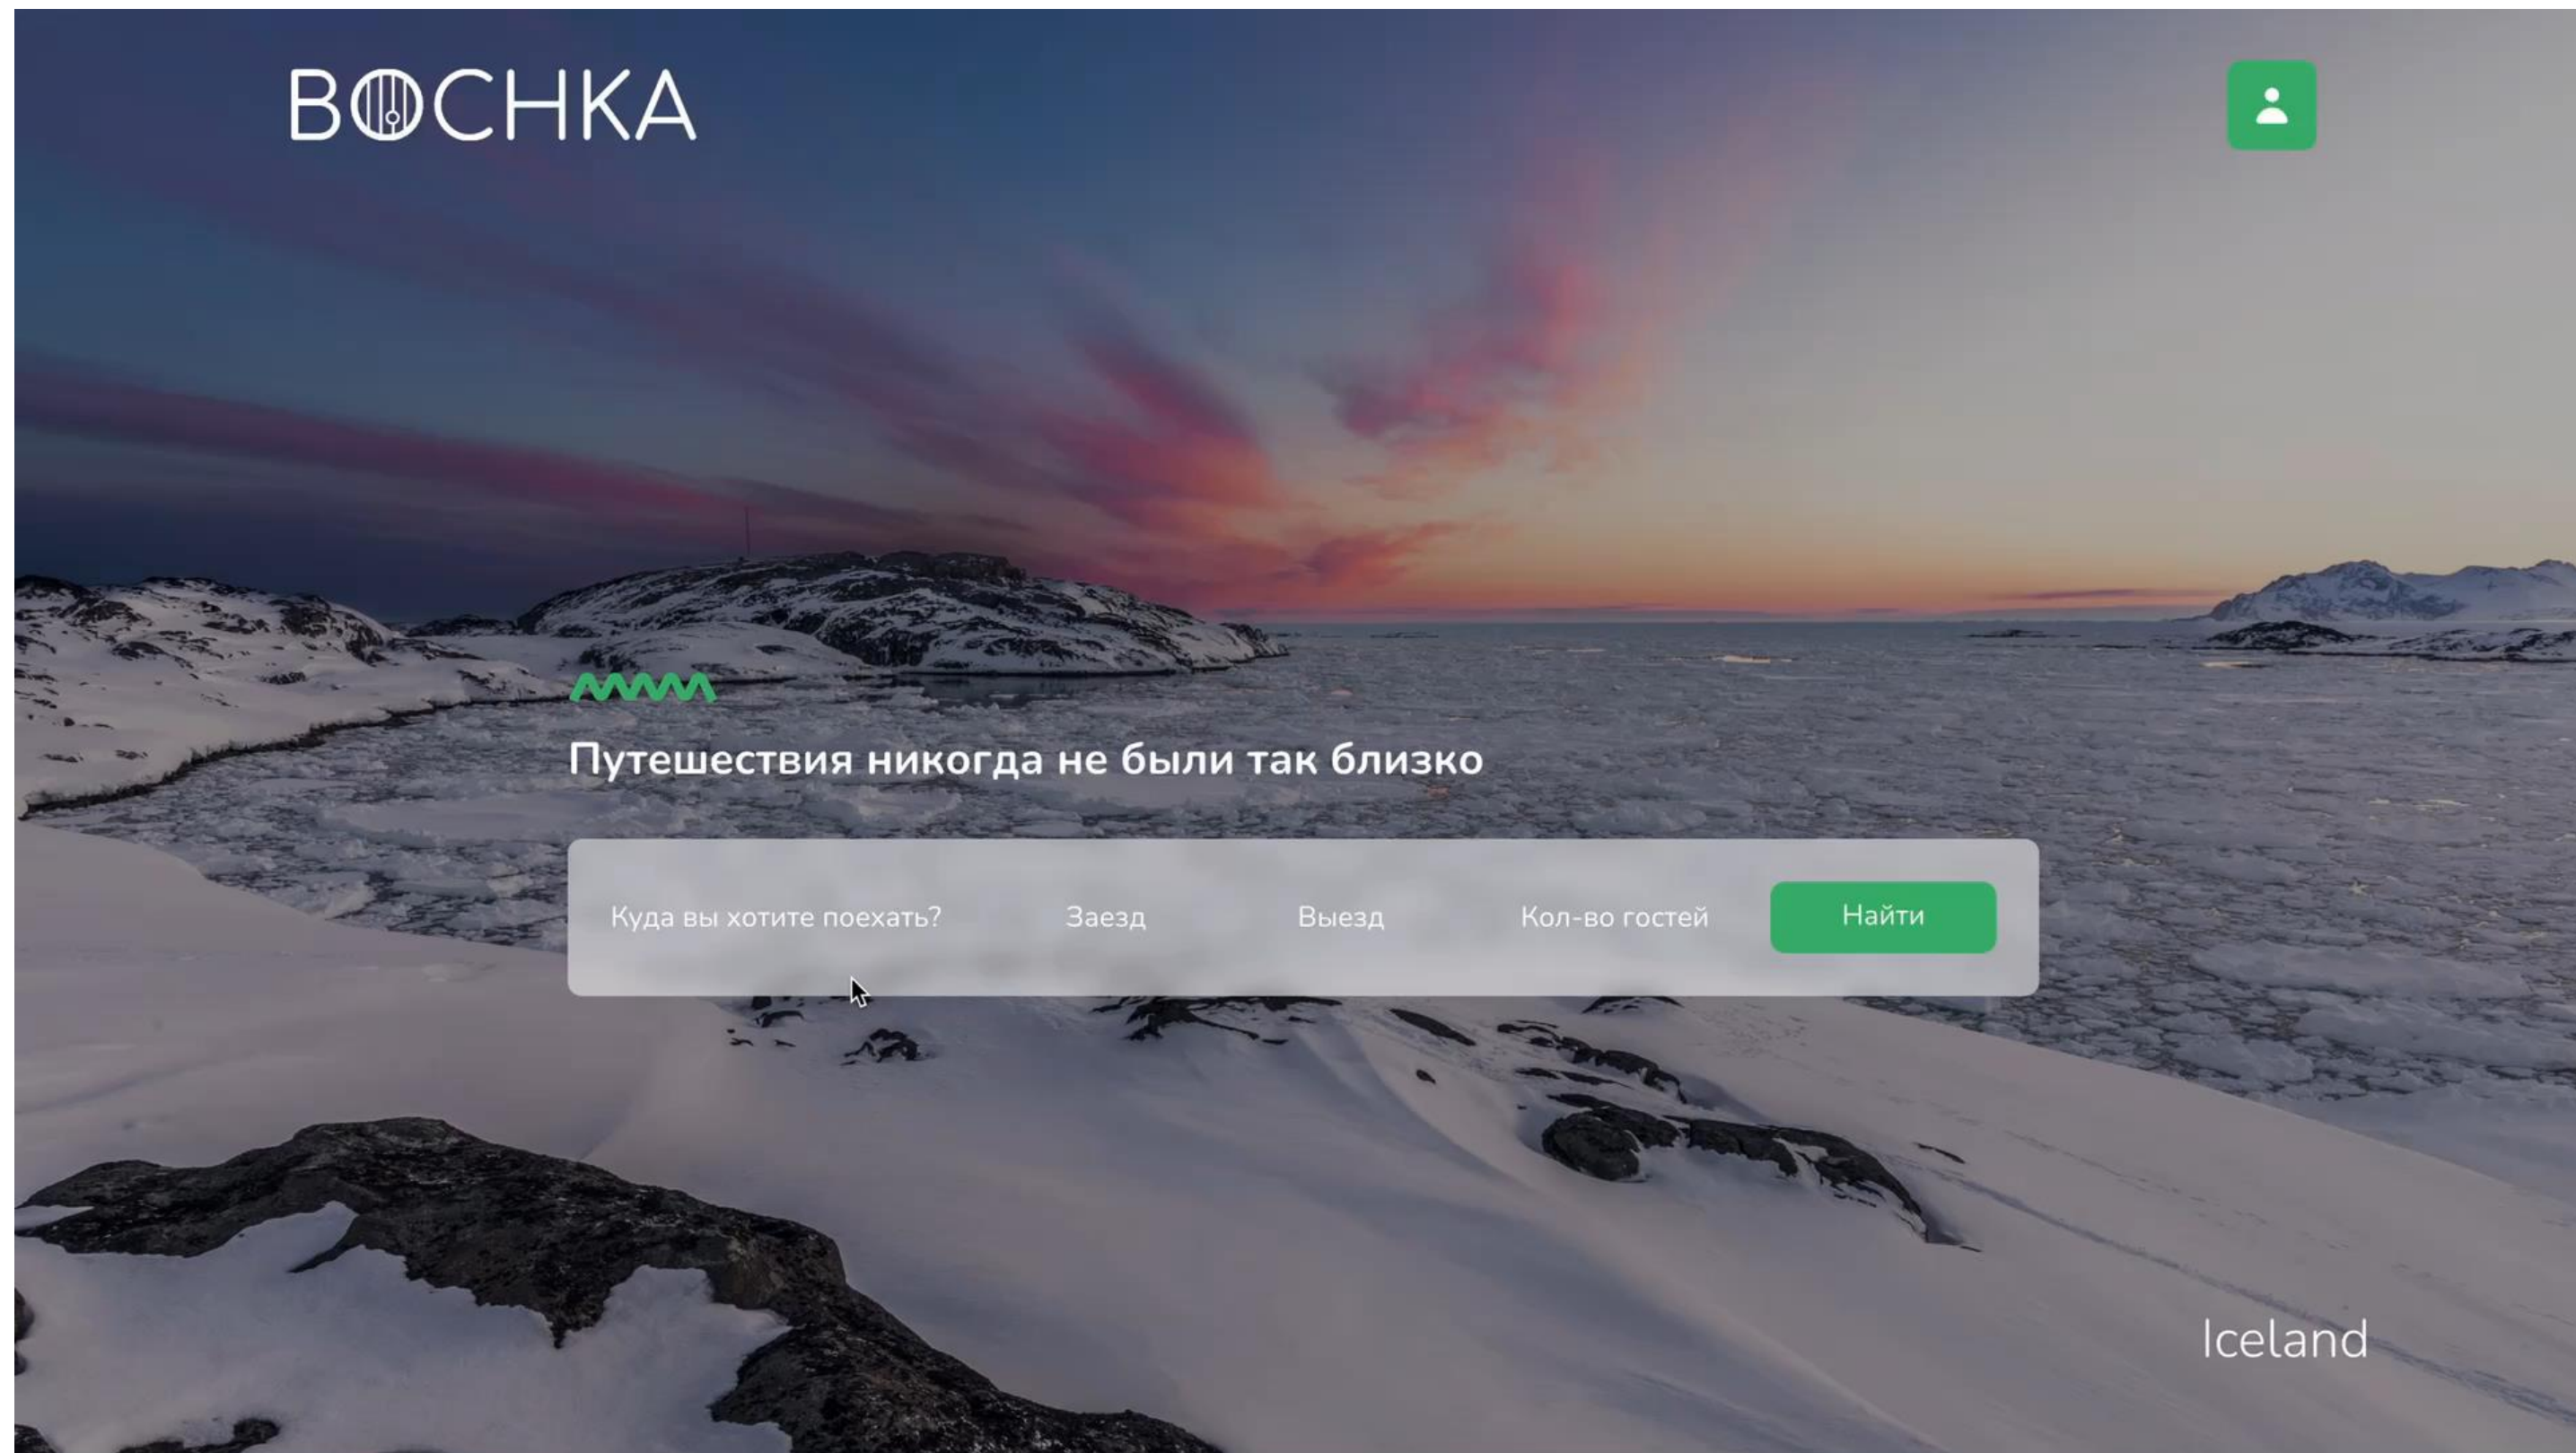 BOCHKA
Путешествия никогда не были так близко
Куда вы хотите поехать? Заезд Выезд Кол-во гостей Найти
Iceland